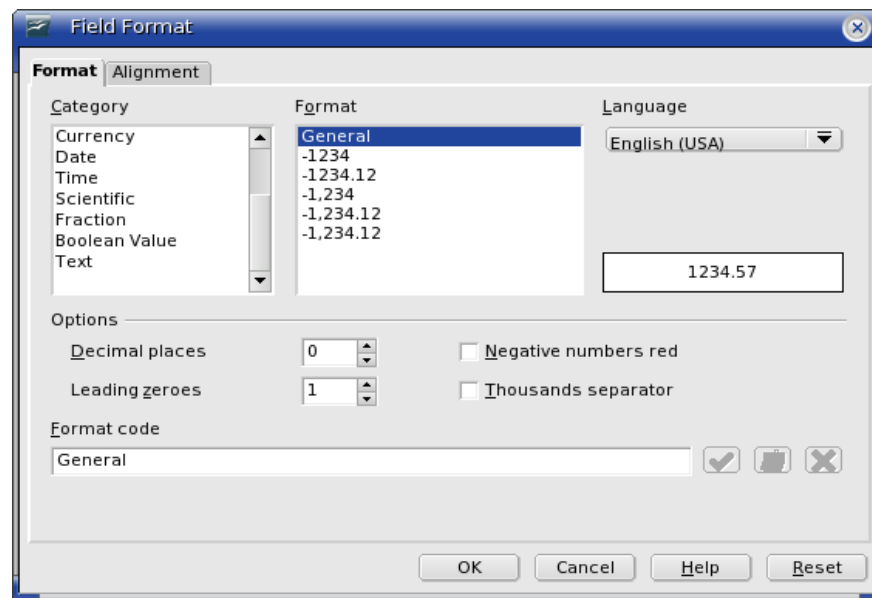 Field Format
Format Alignment
Category Format Language
Currency General English (USA)
Date -1234
Time -1234.12
Scientific -1,234
Fraction -1,234.12
Boolean Value -1,234.12
Text
1234.57
Options
Decimal places 0 Negative numbers red
Leading zeroes 1 Thousands separator
Format code
General
OK Cancel Help Reset